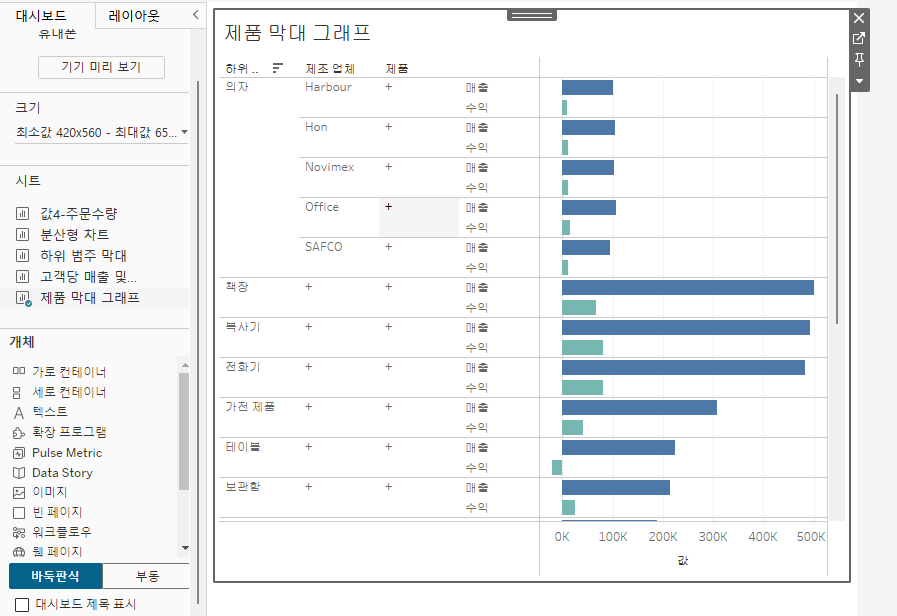 대시보드 레이아웃
휴대폰
기기 미리 보기
크기
최소값 420x560 - 최대값 65...
시트
값4-주문수량
분산형 차트
하위 범주 막대
고객당 매출 및...
제품 막대 그래프
개체
가로 컨테이너
세로 컨테이너
텍스트
확장 프로그램
Pulse Metric
Data Story
이미지
빈 페이지
워크플로우
웹 페이지
바둑판식 부동
대시보드 제목 표시
제품 막대 그래프
하위 .. 제조 업체 제품
의자 Harbour + 매출
수익
Hon + 매출
수익
Novimex + 매출
수익
Office + 매출
수익
SAFCO + 매출
수익
책장 + + 매출
수익
복사기 + + 매출
수익
전화기 + + 매출
수익
가전 제품 + + 매출
수익
테이블 + + 매출
수익
보관함 + + 매출
수익
0K 100K 200K 300K 400K 500K
값